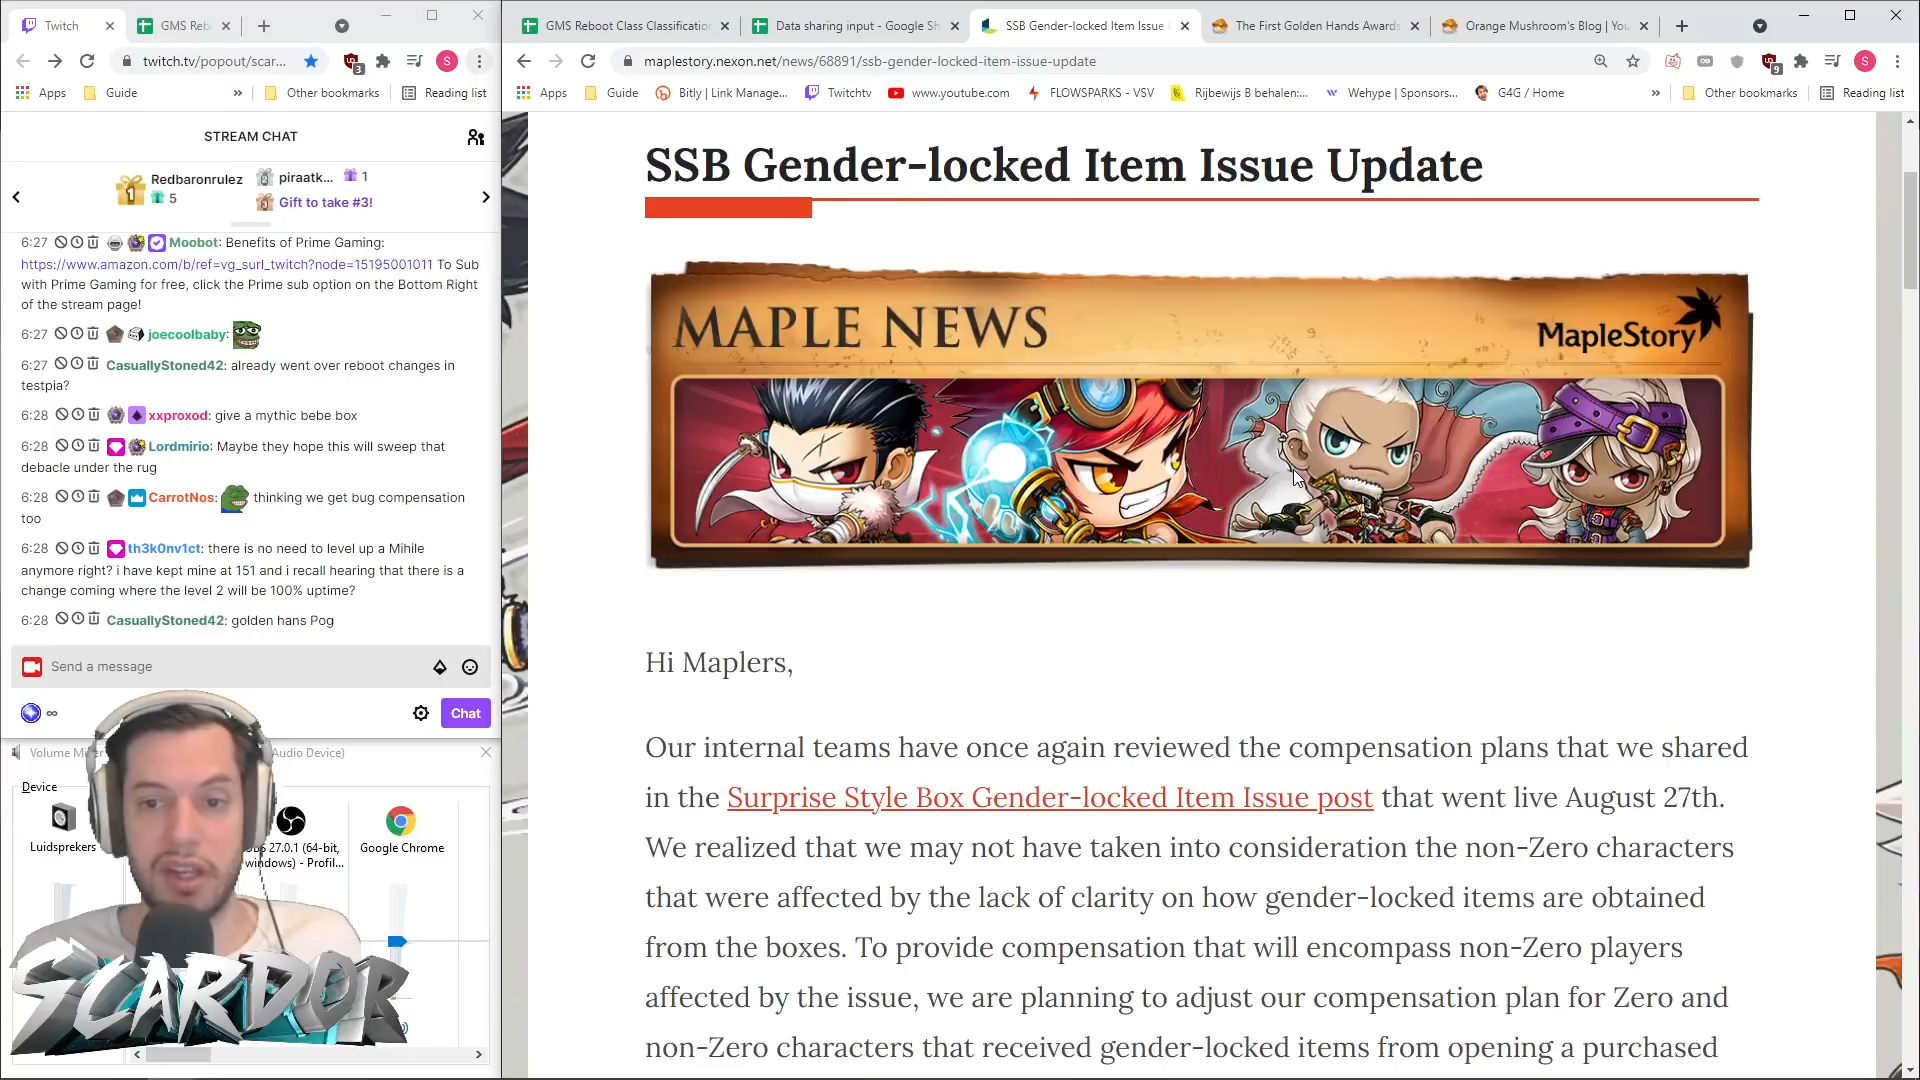 Twitch
GMS Reb
GMS Reboot Class Classificatio
Data sharing input - Google Sh
SSB Gender-locked Item Issue
The First Golden Hands Awards
Orange Mushroom's Blog | You
twitch.tv/popout/scar...
3
S
maplestory.nexon.net/news/68891/ssb-gender-locked-item-issue-update
9
S
Apps
Guide
»
Other bookmarks
Reading list
Apps
Guide
Bitly | Link Manage...
Twitchtv
www.youtube.com
FLOWSPARKS - VSV
Rijbewijs B behalen:...
Wehype | Sponsors...
G4G / Home
»
Other bookmarks
Reading list
STREAM CHAT
1
Redbaronrulez
5
piraatk...
1
Gift to take #3!
6:27 Moobot: Benefits of Prime Gaming:
https://www.amazon.com/b/ref=vg_surl_twitch?node=15195001011 To Sub
with Prime Gaming for free, click the Prime sub option on the Bottom Right
of the stream page!
6:27 joecoolbaby:
6:27 CasuallyStoned42: already went over reboot changes in
testpia?
6:28 xxproxod: give a mythic bebe box
6:28 Lordmirio: Maybe they hope this will sweep that
debacle under the rug
6:28 CarrotNos: thinking we get bug compensation
too
6:28 th3k0nv1ct: there is no need to level up a Mihile
anymore right? i have kept mine at 151 and i recall hearing that there is a
change coming where the level 2 will be 100% uptime?
6:28 CasuallyStoned42: golden hans Pog
Send a message
∞
Chat
Volume Mi
Audio Device)
Device
Luidsprekers
27.0.1 (64-bit,
windows) - Profil...
Google Chrome
SCARDOR
SSB Gender-locked Item Issue Update
MAPLE NEWS
MapleStory
Hi Maplers,
Our internal teams have once again reviewed the compensation plans that we shared
in the Surprise Style Box Gender-locked Item Issue post that went live August 27th.
We realized that we may not have taken into consideration the non-Zero characters
that were affected by the lack of clarity on how gender-locked items are obtained
from the boxes. To provide compensation that will encompass non-Zero players
affected by the issue, we are planning to adjust our compensation plan for Zero and
non-Zero characters that received gender-locked items from opening a purchased